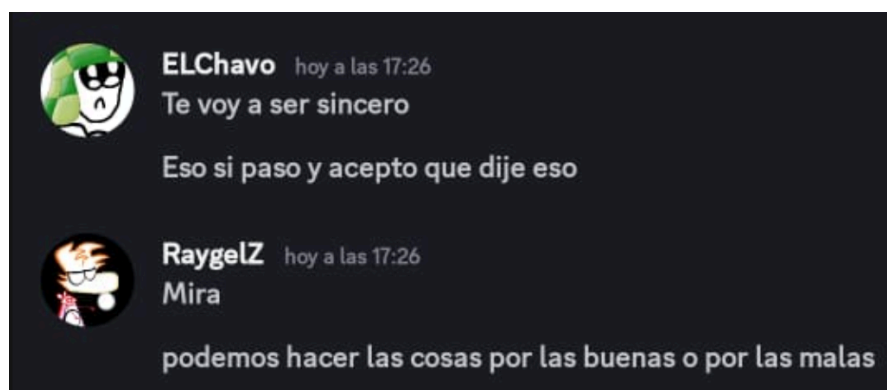 ELChavo hoy a las 17:26
Te voy a ser sincero
Eso si paso y acepto que dije eso
RaygelZ hoy a las 17:26
Mira
podemos hacer las cosas por las buenas o por las malas